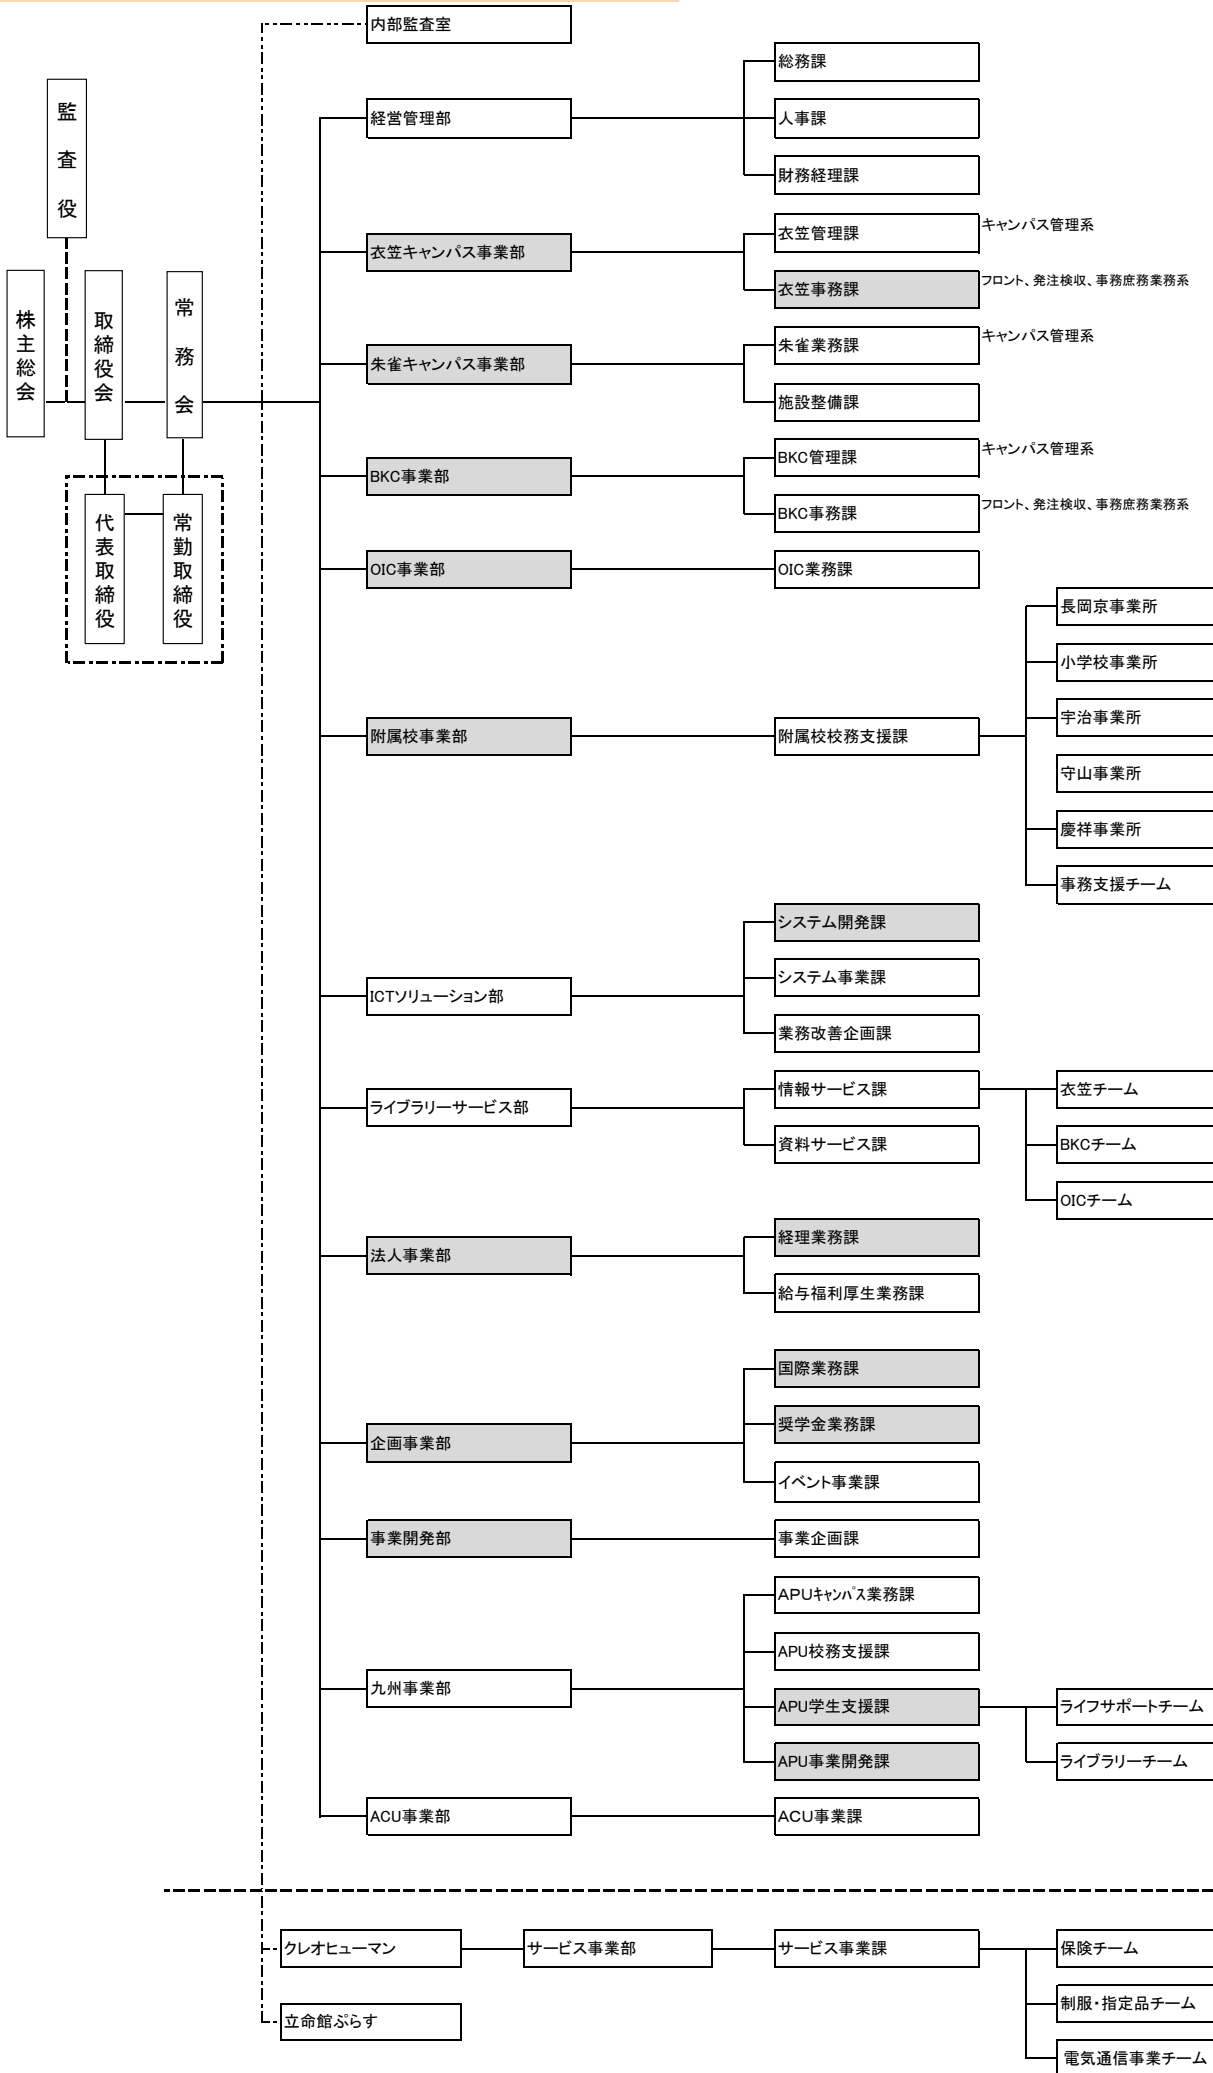 内部監査室
総務課
監査役
経営管理部
人事課
財務経理課
衣笠管理課
キャンパス管理系
衣笠キャンパス事業部
衣笠事務課
フロント、発注検収、事務庶務業務系
株主総会
取締役会
常務会
朱雀業務課
キャンパス管理系
朱雀キャンパス事業部
施設整備課
BKC管理課
キャンパス管理系
BKC事業部
BKC事務課
フロント、発注検収、事務庶務業務系
代表取締役
常勤取締役
OIC事業部
OIC業務課
長岡京事業所
小学校事業所
宇治事業所
附属校事業部
附属校校務支援課
守山事業所
慶祥事業所
事務支援チーム
システム開発課
システム事業課
ICTソリューション部
業務改善企画課
情報サービス課
衣笠チーム
ライブラリーサービス部
資料サービス課
BKCチーム
OICチーム
経理業務課
法人事業部
給与福利厚生業務課
国際業務課
奨学金業務課
企画事業部
イベント事業課
事業開発部
事業企画課
APUキャンパス業務課
APU校務支援課
九州事業部
APU学生支援課
ライフサポートチーム
APU事業開発課
ライブラリーチーム
ACU事業部
ACU事業課
クレオヒューマン
サービス事業部
サービス事業課
保険チーム
制服・指定品チーム
立命館ぷらす
電気通信事業チーム